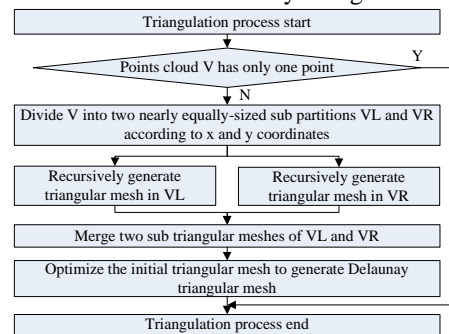 Triangulation process start
Points cloud V has only one point
Y
N
Divide V into two nearly equally-sized sub partitions VL and VR
according to x and y coordinates
Recursively generate
triangular mesh in VL
Recursively generate
triangular mesh in VR
Merge two sub triangular meshes of VL and VR
Optimize the initial triangular mesh to generate Delaunay
triangular mesh
Triangulation process end